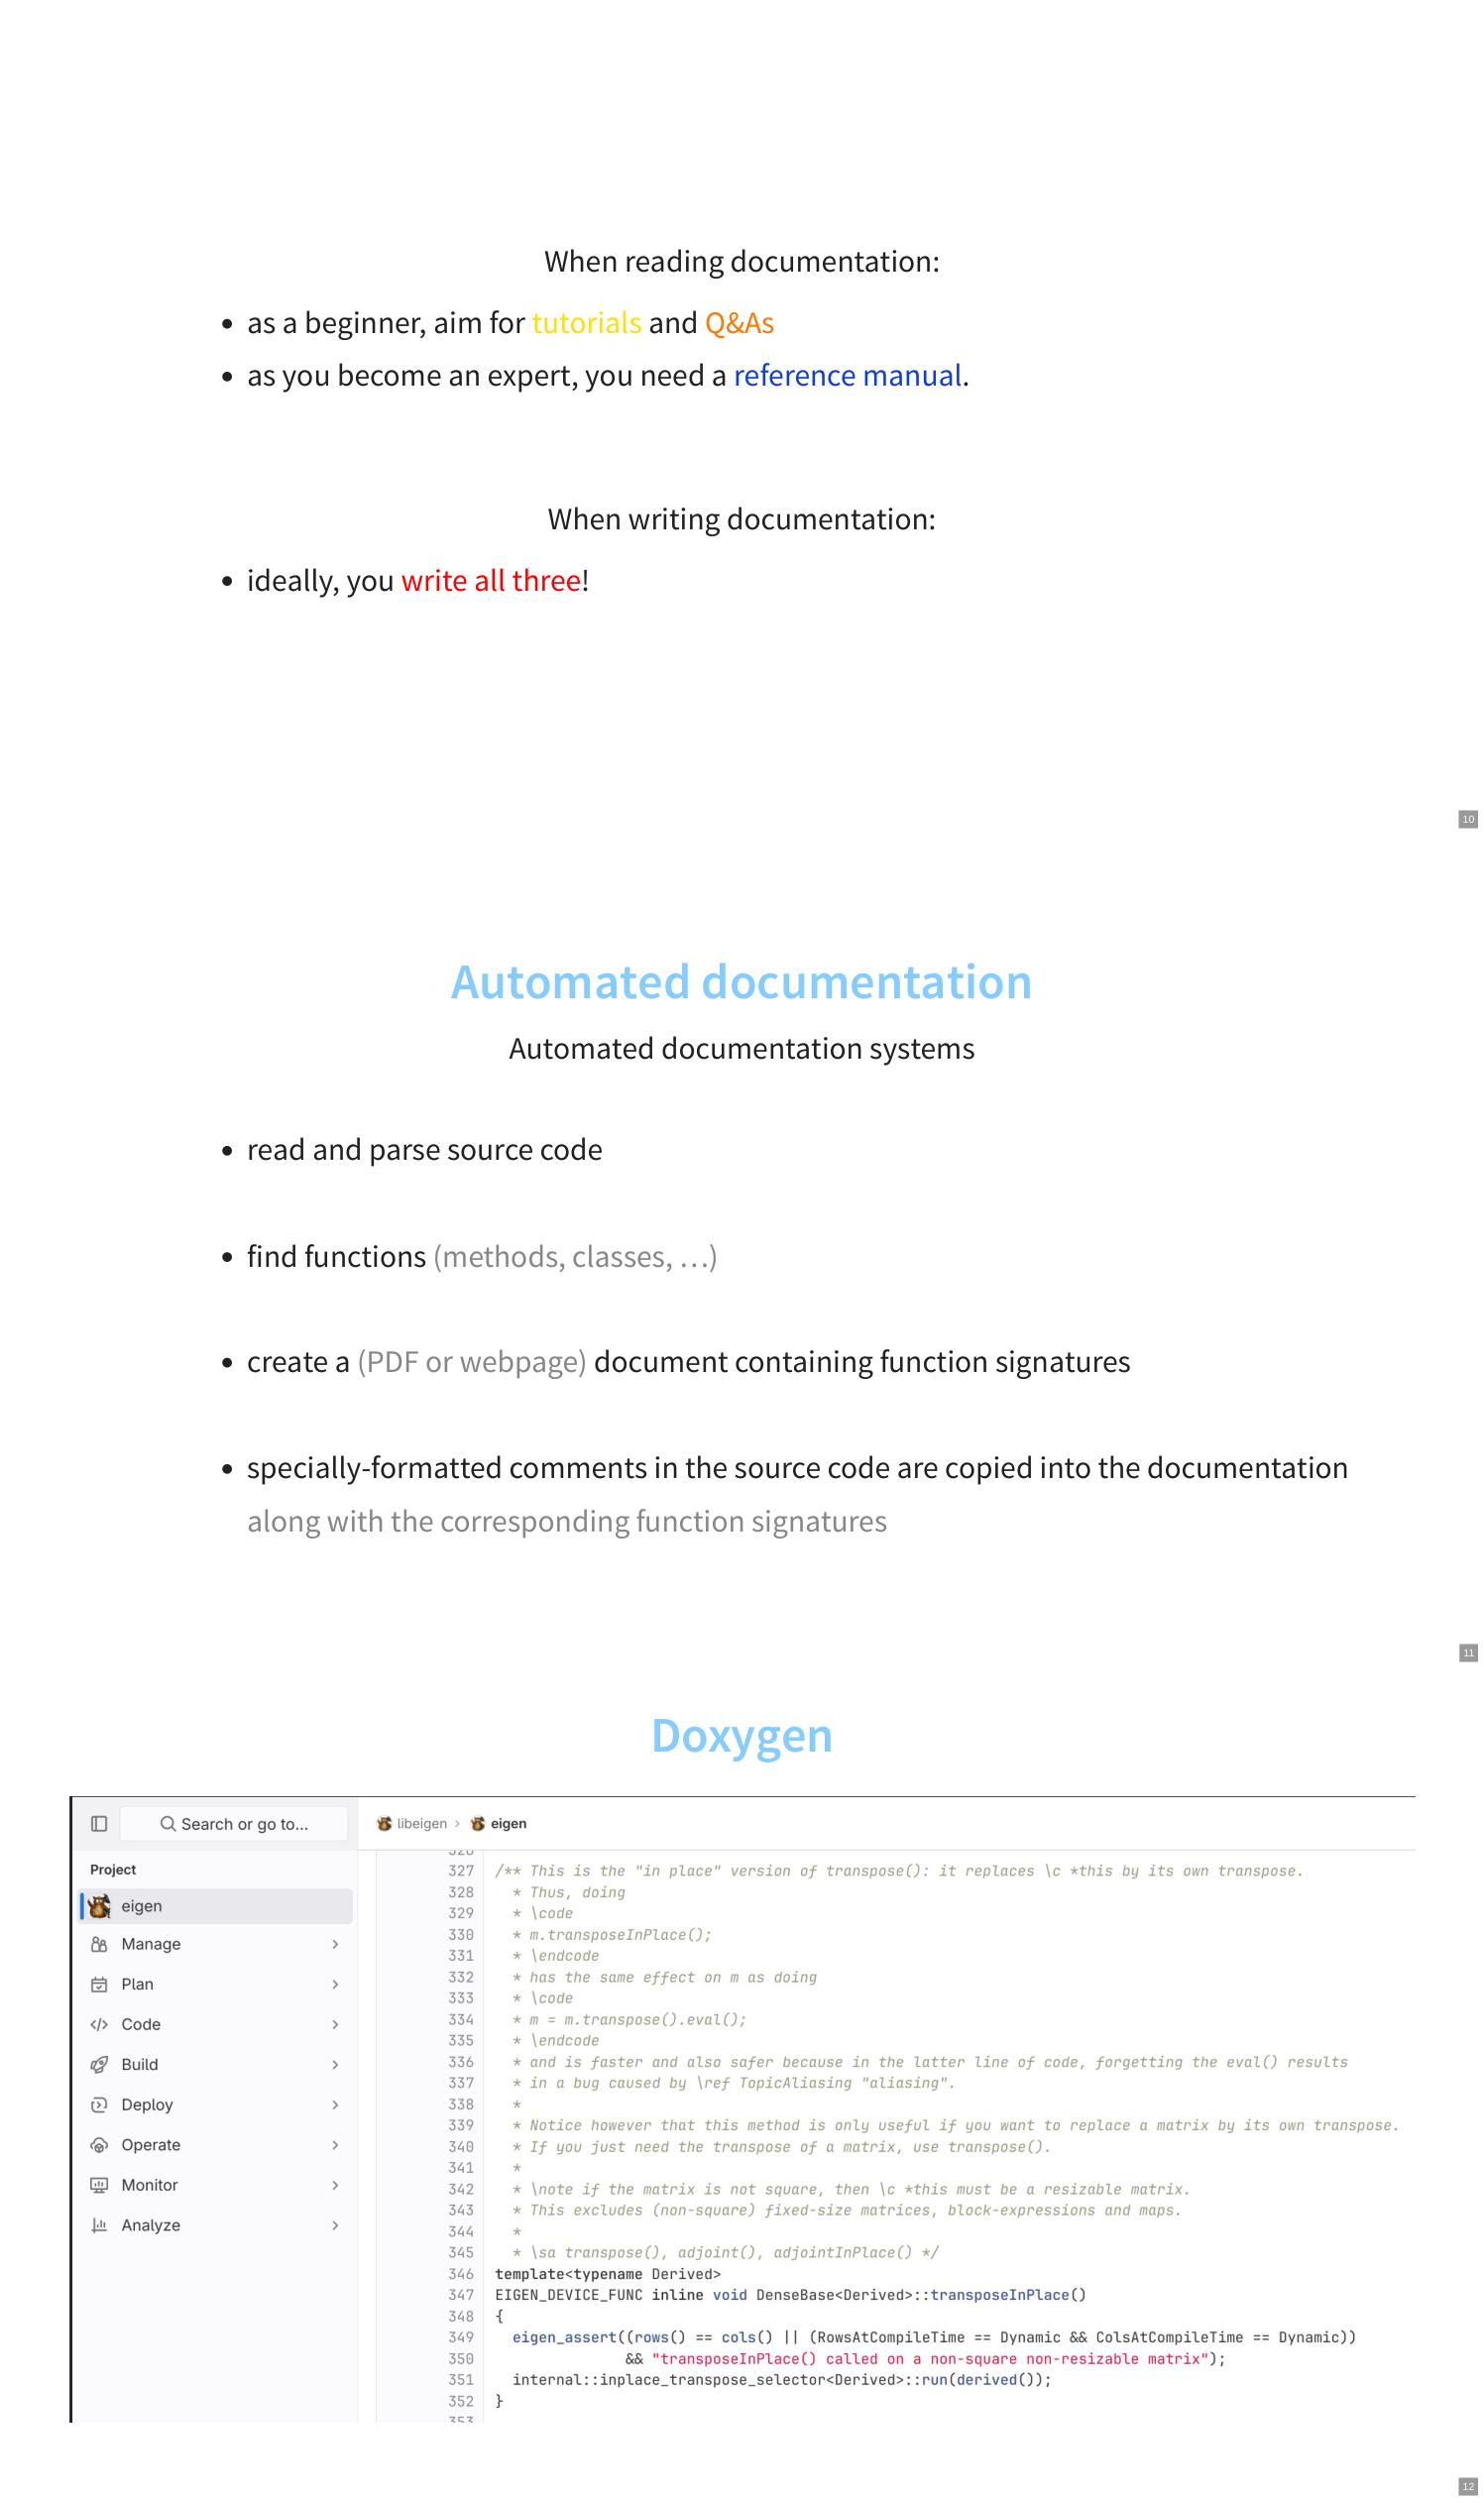 When reading documentation:
• as a beginner, aim for tutorials and Q&As
• as you become an expert, you need a reference manual.
When writing documentation:
• ideally, you write all three!
10
Automated documentation
Automated documentation systems
• read and parse source code
• find functions (methods, classes, …)
• create a (PDF or webpage) document containing function signatures
• specially-formatted comments in the source code are copied into the documentation
along with the corresponding function signatures
11
Doxygen
Search or go to...
Project
eigen
Manage
Plan
Code
Build
Deploy
Operate
Monitor
Analyze
libeigen › eigen
326
327 /** This is the "in place" version of transpose(): it replaces \c *this by its own transpose.
328 * Thus, doing
329 * \code
330 * m.transposeInPlace();
331 * \endcode
332 * has the same effect on m as doing
333 * \code
334 * m = m.transpose().eval();
335 * \endcode
336 * and is faster and also safer because in the latter line of code, forgetting the eval() results
337 * in a bug caused by \ref TopicAliasing "aliasing".
338 *
339 * Notice however that this method is only useful if you want to replace a matrix by its own transpose.
340 * If you just need the transpose of a matrix, use transpose().
341 *
342 * \note if the matrix is not square, then \c *this must be a resizable matrix.
343 * This excludes (non-square) fixed-size matrices, block-expressions and maps.
344 *
345 * \sa transpose(), adjoint(), adjointInPlace() */
346 template<typename Derived>
347 EIGEN_DEVICE_FUNC inline void DenseBase<Derived>::transposeInPlace()
348 {
349 eigen_assert((rows() == cols() || (RowsAtCompileTime == Dynamic && ColsAtCompileTime == Dynamic))
350 && "transposeInPlace() called on a non-square non-resizable matrix");
351 internal::inplace_transpose_selector<Derived>::run(derived());
352 }
353
12